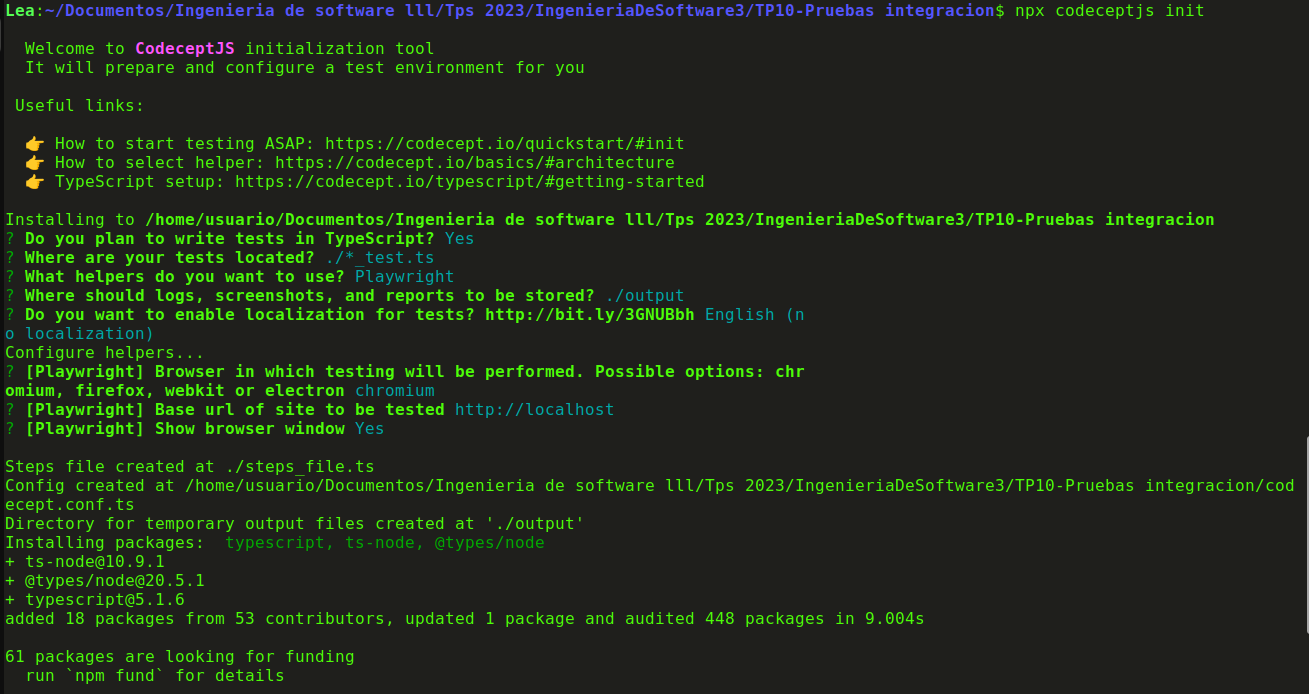 Lea:~/Documentos/Ingenieria de software lll/Tps 2023/IngenieriaDeSoftware3/TP10-Pruebas integracion$ npx codeceptjs init
Welcome to CodeceptJS initialization tool
It will prepare and configure a test environment for you
Useful links:
👉 How to start testing ASAP: https://codecept.io/quickstart/#init
👉 How to select helper: https://codecept.io/basics/#architecture
👉 TypeScript setup: https://codecept.io/typescript/#getting-started
Installing to /home/usuario/Documentos/Ingenieria de software lll/Tps 2023/IngenieriaDeSoftware3/TP10-Pruebas integracion
? Do you plan to write tests in TypeScript? Yes
? Where are your tests located? ./*_test.ts
? What helpers do you want to use? Playwright
? Where should logs, screenshots, and reports to be stored? ./output
? Do you want to enable localization for tests? http://bit.ly/3GNUBbh English (n
o localization)
Configure helpers...
? [Playwright] Browser in which testing will be performed. Possible options: chr
omium, firefox, webkit or electron chromium
? [Playwright] Base url of site to be tested http://localhost
? [Playwright] Show browser window Yes
Steps file created at ./steps_file.ts
Config created at /home/usuario/Documentos/Ingenieria de software lll/Tps 2023/IngenieriaDeSoftware3/TP10-Pruebas integracion/cod
ecept.conf.ts
Directory for temporary output files created at './output'
Installing packages:  typescript, ts-node, @types/node
+ ts-node@10.9.1
+ @types/node@20.5.1
+ typescript@5.1.6
added 18 packages from 53 contributors, updated 1 package and audited 448 packages in 9.004s
61 packages are looking for funding
run `npm fund` for details